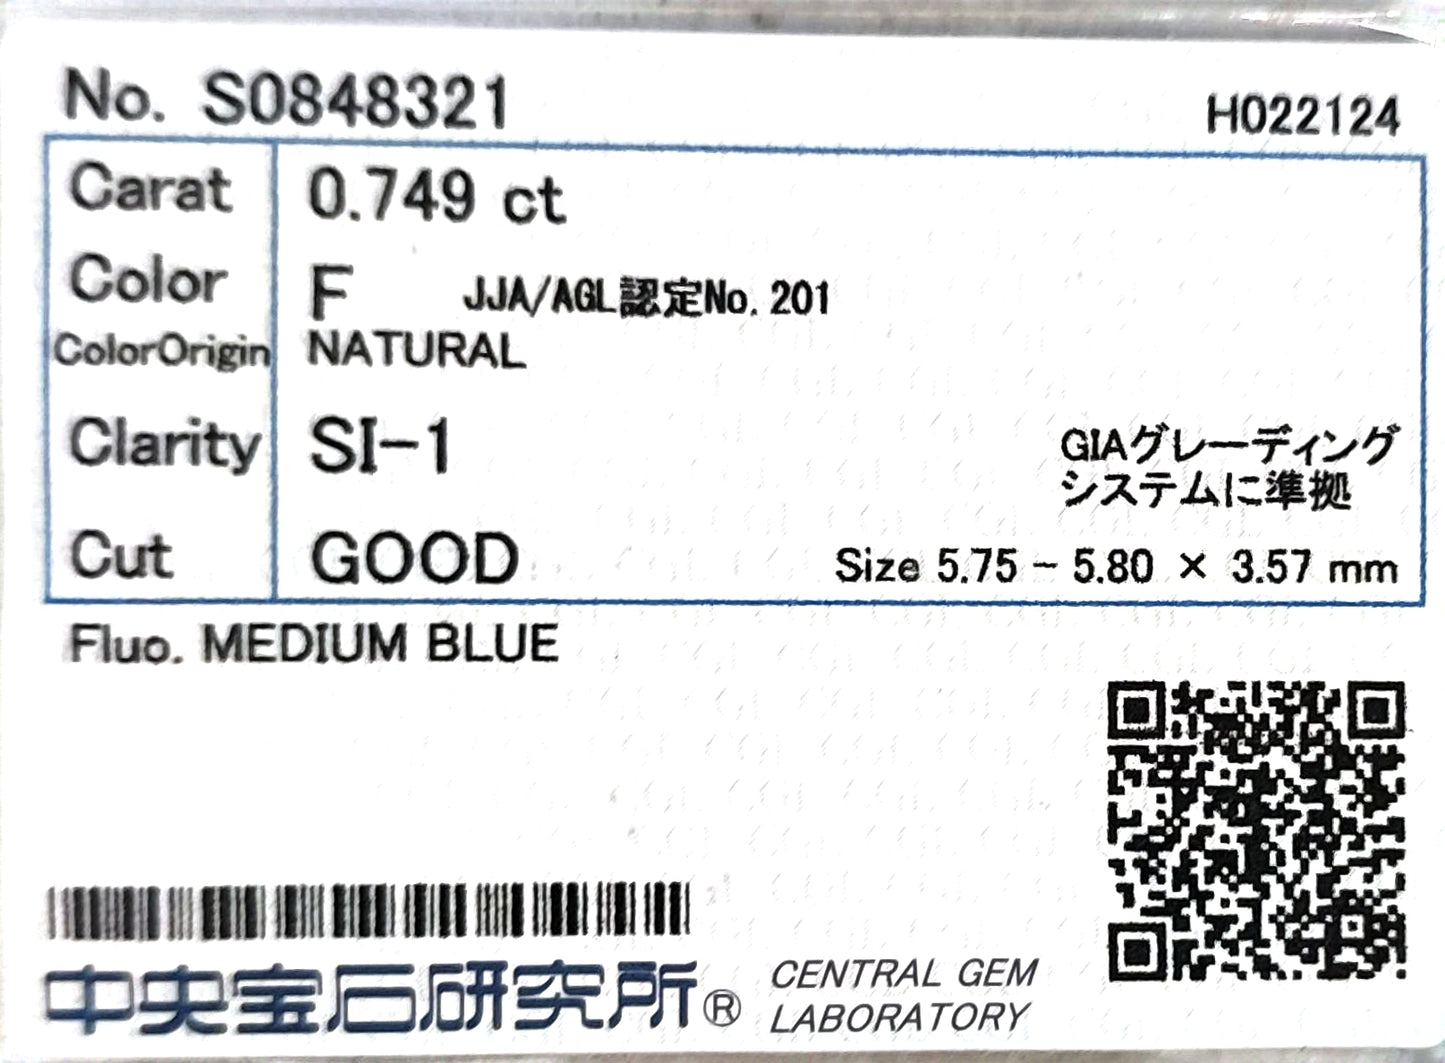 No. S0848321 H022124
Carat 0.749 ct
Color F JJA/AGL認定No. 201
ColorOrigin NATURAL
Clarity SI-1
GIAグレーディング
システムに準拠
Cut GOOD Size 5.75 - 5.80 × 3.57 mm
Fluo. MEDIUM BLUE
中央宝石研究所® CENTRAL GEM
LABORATORY